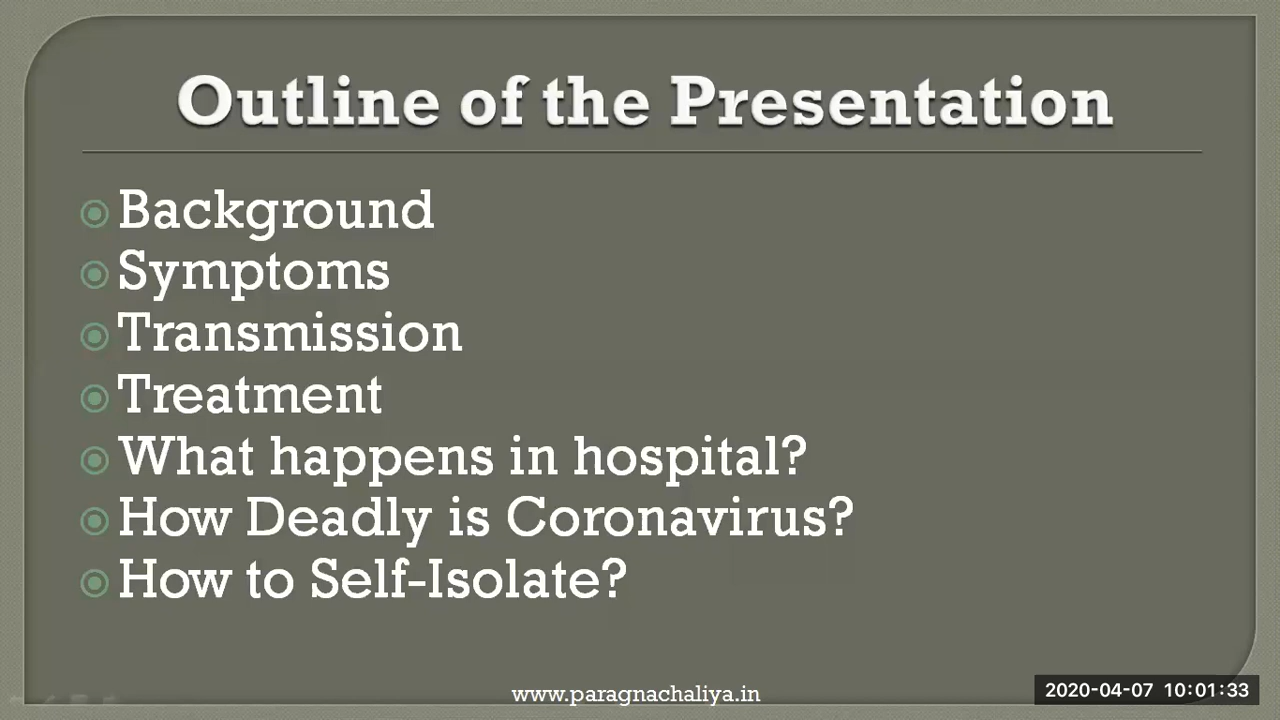 Outline of the Presentation
Background
Symptoms
Transmission
Treatment
What happens in hospital?
How Deadly is Coronavirus?
How to Self-Isolate?
www.paragnachaliya.in
2020-04-07 10:01:33